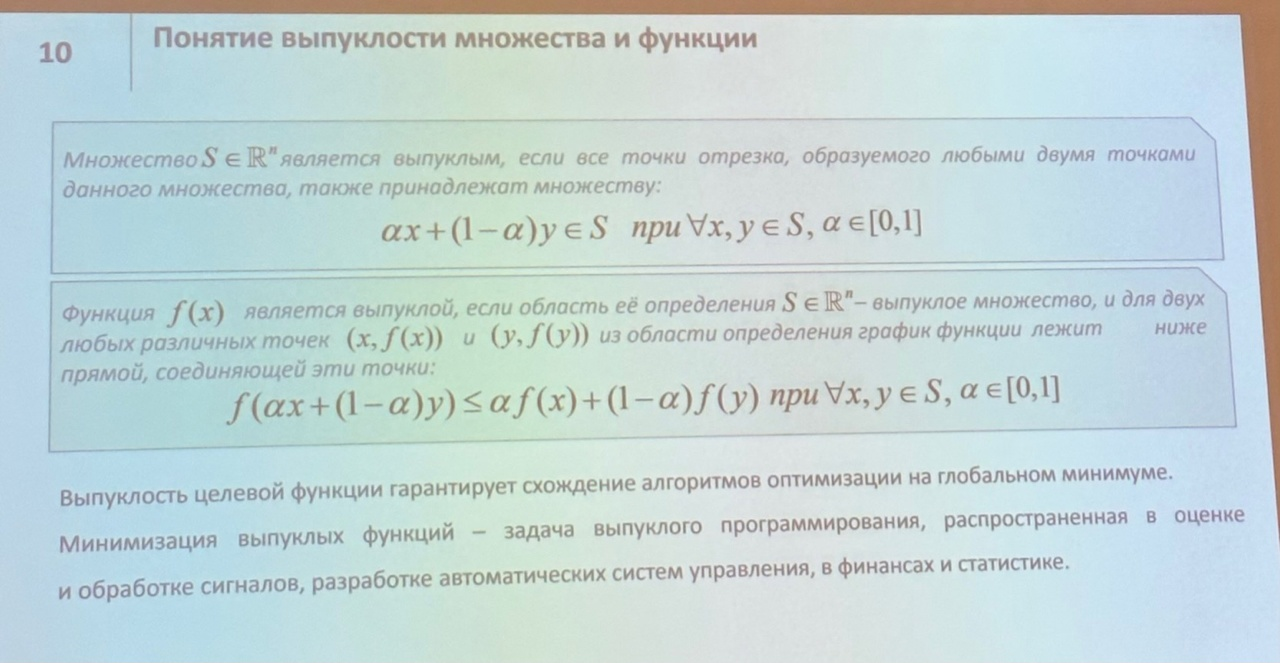 10
Понятие выпуклости множества и функции
Множество S ∈ ℝⁿ является выпуклым, если все точки отрезка, образуемого любыми двумя точками
данного множества, также принадлежат множеству:
αx+(1−α)y ∈ S при ∀x, y ∈ S, α ∈[0,1]
Функция f(x) является выпуклой, если область её определения S ∈ ℝⁿ – выпуклое множество, и для двух
любых различных точек (x, f(x)) и (y, f(y)) из области определения график функции лежит ниже
прямой, соединяющей эти точки:
f(αx+(1−α)y) ≤ αf(x)+(1−α)f(y) при ∀x, y ∈ S, α ∈[0,1]
Выпуклость целевой функции гарантирует схождение алгоритмов оптимизации на глобальном минимуме.
Минимизация выпуклых функций – задача выпуклого программирования, распространенная в оценке
и обработке сигналов, разработке автоматических систем управления, в финансах и статистике.